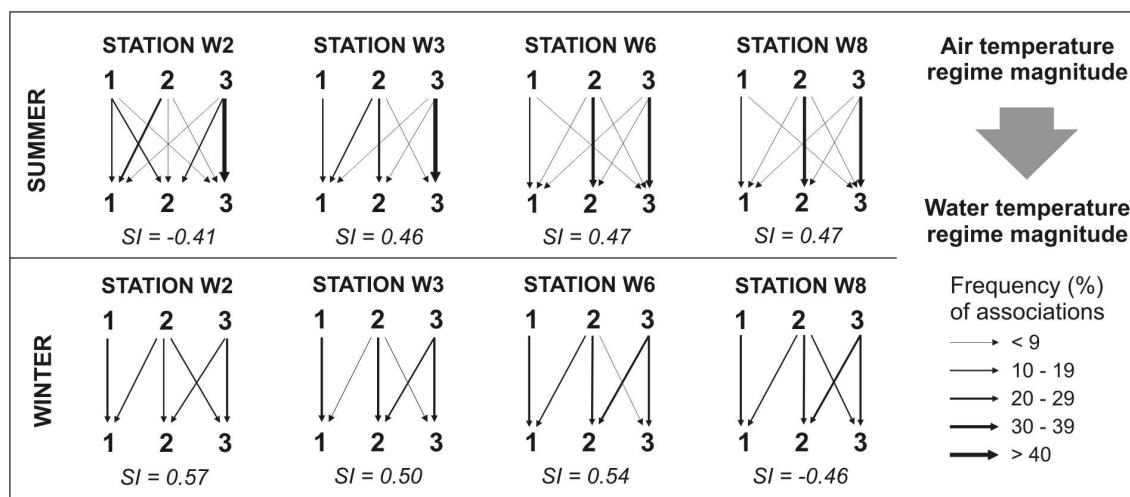 STATION W2 STATION W3 STATION W6 STATION W8
1 2 3 1 2 3 1 2 3 1 2 3
SUMMER
1 2 3 1 2 3 1 2 3 1 2 3
SI = -0.41 SI = 0.46 SI = 0.47 SI = 0.47
STATION W2 STATION W3 STATION W6 STATION W8
1 2 3 1 2 3 1 2 3 1 2 3
WINTER
1 2 3 1 2 3 1 2 3 1 2 3
SI = 0.57 SI = 0.50 SI = 0.54 SI = -0.46
Air temperature
regime magnitude
Water temperature
regime magnitude
Frequency (%)
of associations
< 9
10 - 19
20 - 29
30 - 39
> 40